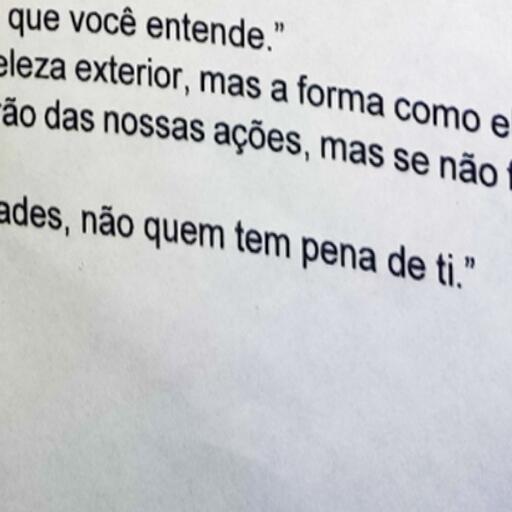 que você entende.”
eleza exterior, mas a forma como
das nossas ações, mas se não
ades, não quem tem pena de ti.”